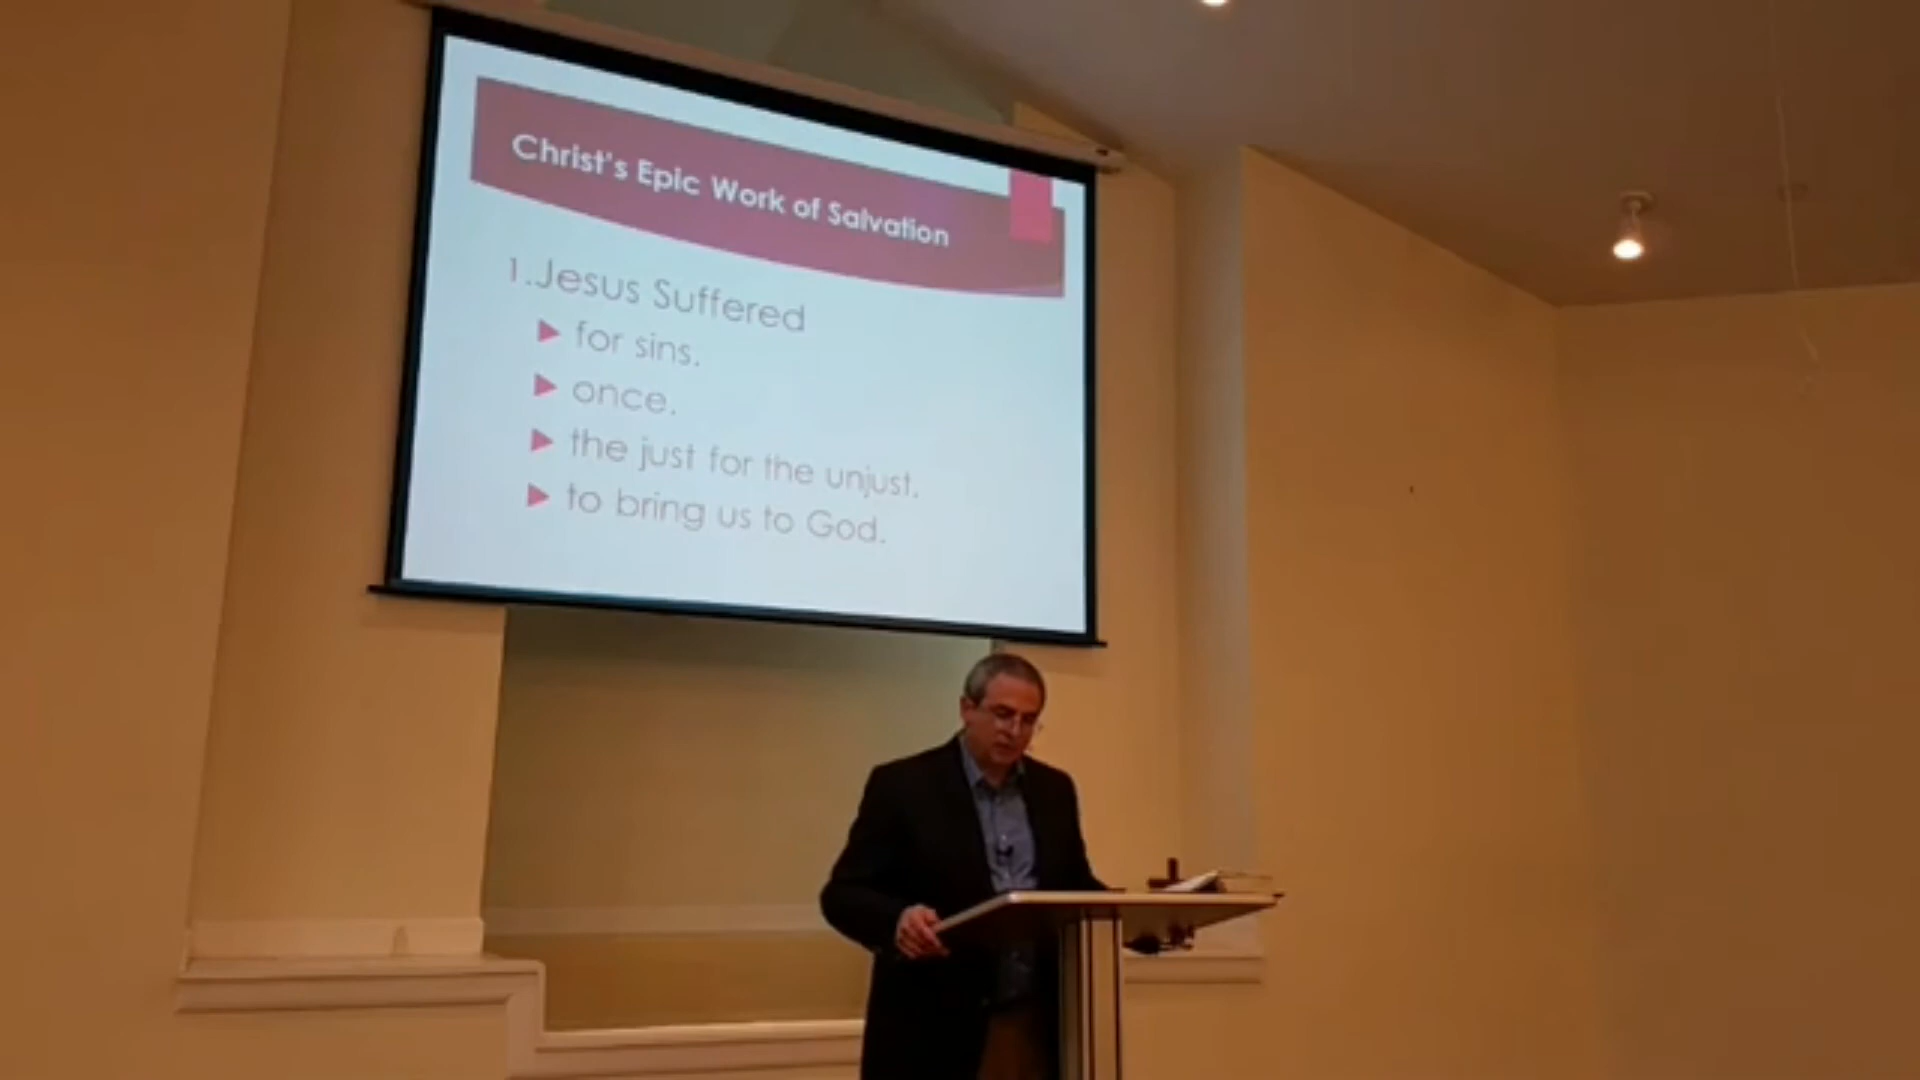 Christ's Epic Work of Salvation
1.Jesus Suffered
for sins.
once.
the just for the unjust.
to bring us to God.